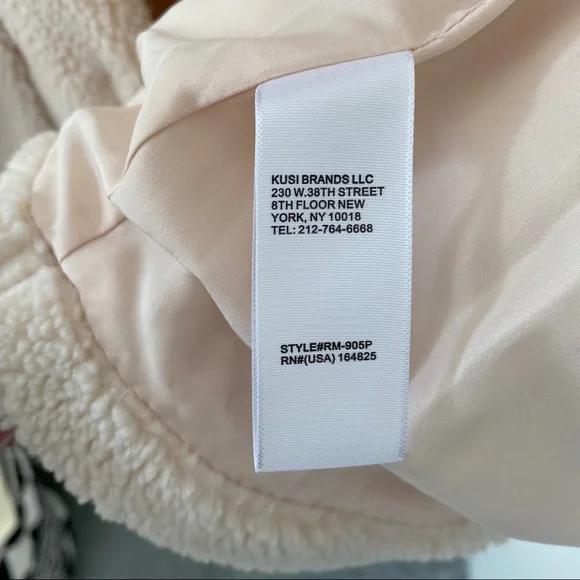 KUSI BRANDS LLC
230 W.38TH STREET
8TH FLOOR NEW
YORK, NY 10018
TEL: 212-764-6668
STYLE#RM-905P
RN#(USA) 164825